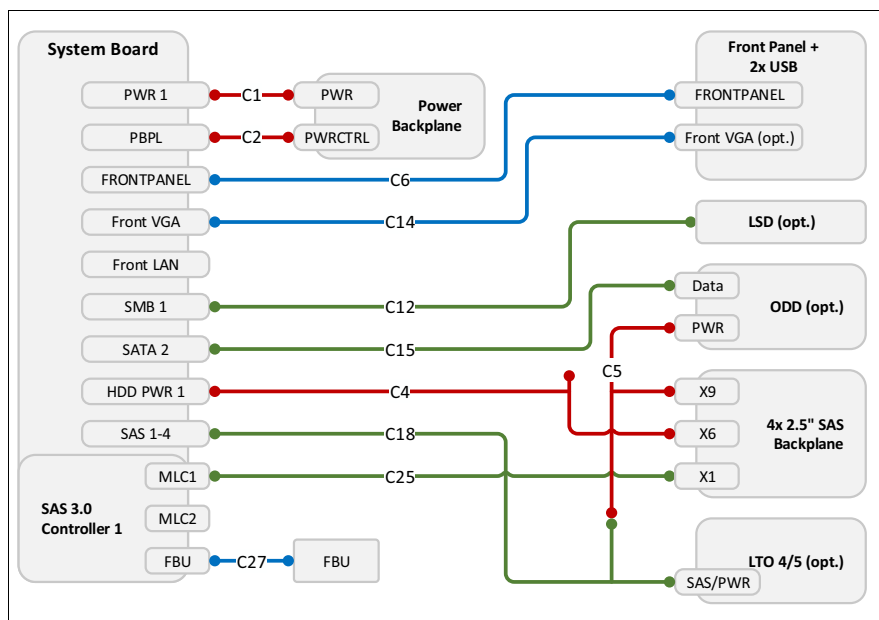 System Board
PWR 1
PBPL
FRONTPANEL
Front VGA
Front LAN
SMB 1
SATA 2
HDD PWR 1
SAS 1-4
SAS 3.0
Controller 1
MLC1
MLC2
FBU
C1
C2
PWR
PWRCTRL
Power
Backplane
C6
C14
C12
C15
C4
C18
C25
C27
FBU
C5
Front Panel +
2x USB
FRONTPANEL
Front VGA (opt.)
LSD (opt.)
Data
PWR
ODD (opt.)
X9
X6
X1
4x 2.5" SAS
Backplane
LTO 4/5 (opt.)
SAS/PWR